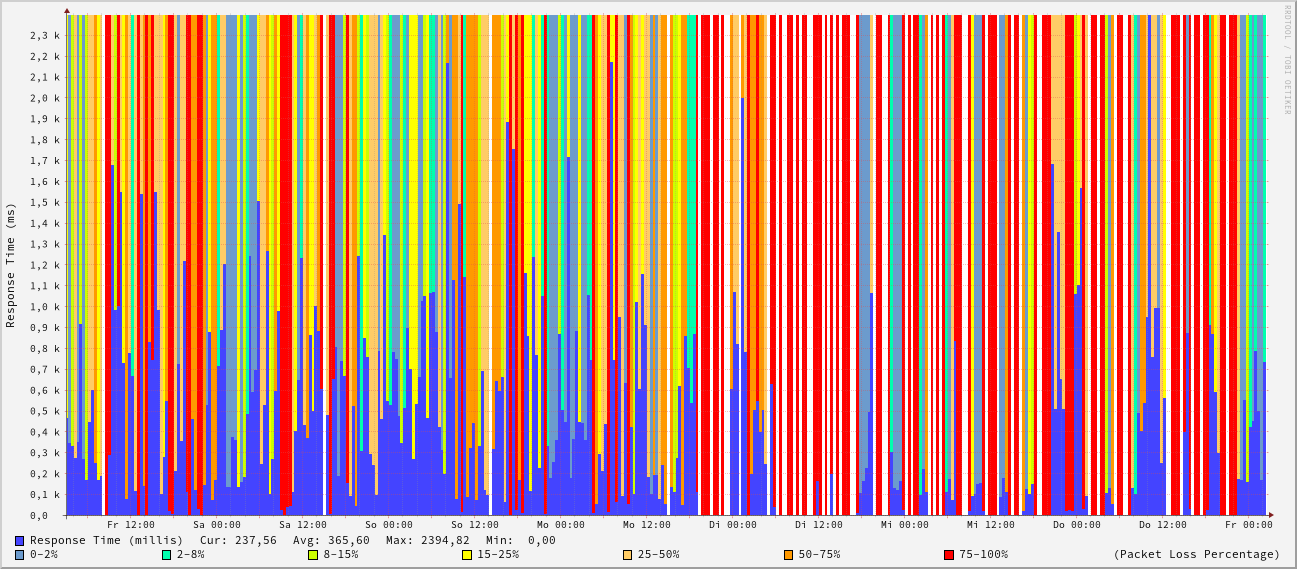 RRDTOOL / TOBI OETIKER
Response Time (ms)
2,3 k
2,2 k
2,1 k
2,0 k
1,9 k
1,8 k
1,7 k
1,6 k
1,5 k
1,4 k
1,3 k
1,2 k
1,1 k
1,0 k
0,9 k
0,8 k
0,7 k
0,6 k
0,5 k
0,4 k
0,3 k
0,2 k
0,1 k
0,0
Fr 12:00 Sa 00:00 Sa 12:00 So 00:00 So 12:00 Mo 00:00 Mo 12:00 Di 00:00 Di 12:00 Mi 00:00 Mi 12:00 Do 00:00 Do 12:00 Fr 00:00
Response Time (millis) Cur: 237,56 Avg: 365,60 Max: 2394,82 Min: 0,00
0-2% 2-8% 8-15% 15-25% 25-50% 50-75% 75-100% (Packet Loss Percentage)